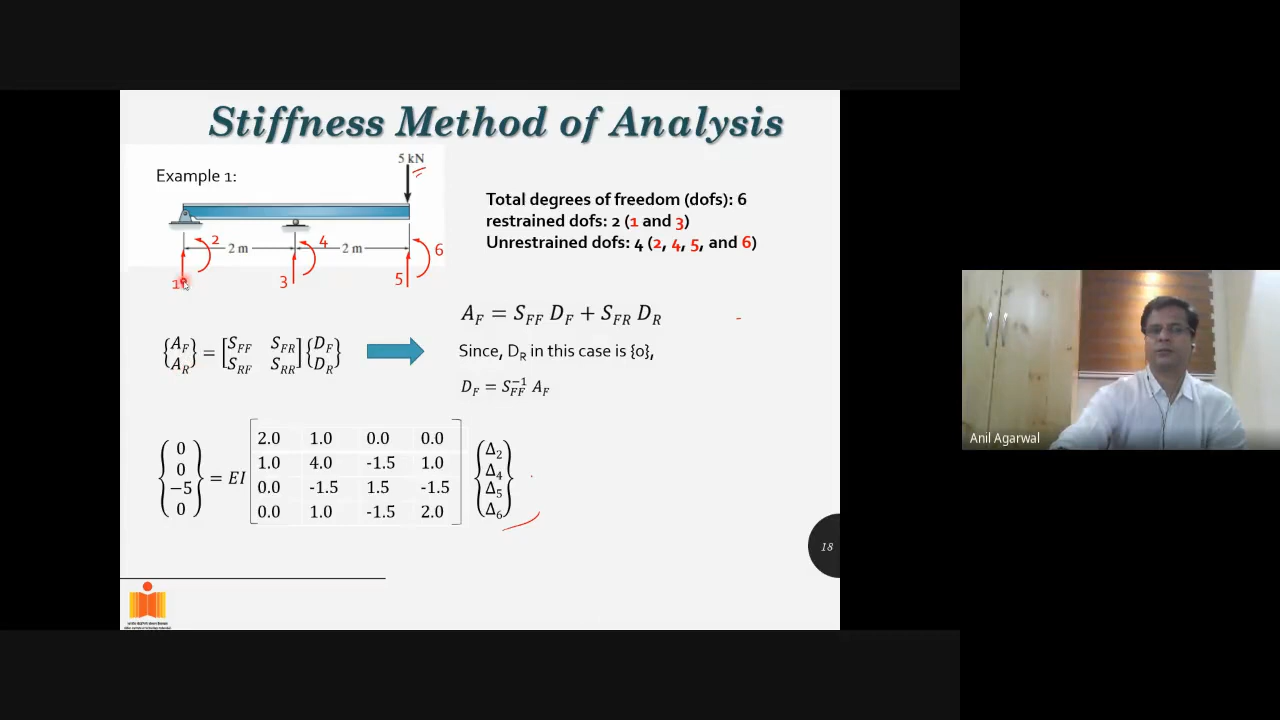 Stiffness Method of Analysis
5 kN
Example 1:
Total degrees of freedom (dofs): 6
restrained dofs: 2 (1 and 3)
Unrestrained dofs: 4 (2, 4, 5, and 6)
2 4 6
2 m 2 m
1 3 5
A_F = S_FF D_F + S_FR D_R
{A_F A_R} = [S_FF S_FR S_RF S_RR] {D_F D_R}
Since, D_R in this case is {0},
D_F = S_FF^-1 A_F
{0 0 −5 0} = EI
2.0 1.0 0.0 0.0
1.0 4.0 -1.5 1.0
0.0 -1.5 1.5 -1.5
0.0 1.0 -1.5 2.0
{Δ_2 Δ_4 Δ_5 Δ_6}
18
Anil Agarwal